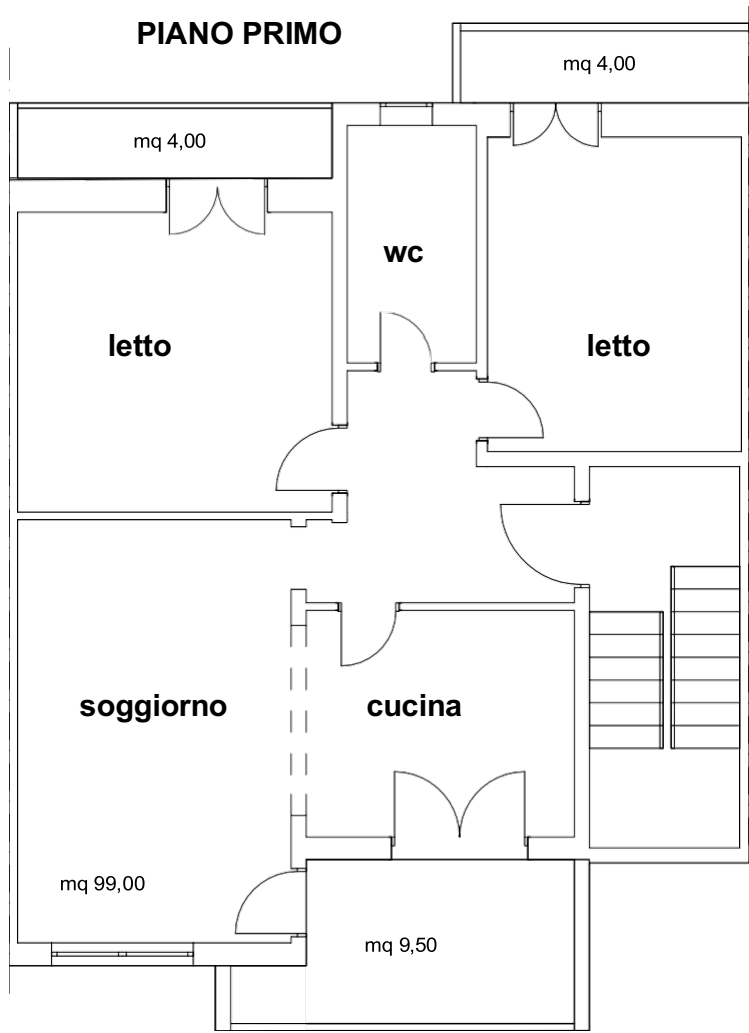 PIANO PRIMO
mq 4,00
mq 4,00
wc
letto
letto
soggiorno
cucina
mq 99,00
mq 9,50